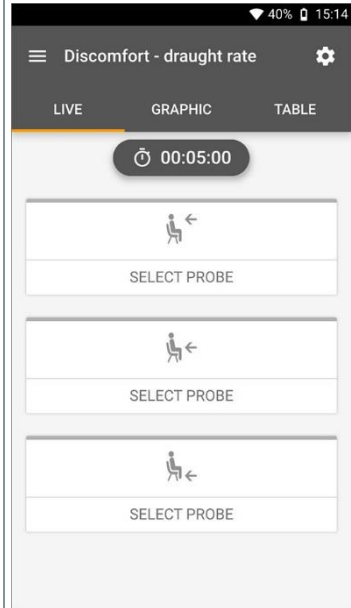 40% 15:14
Discomfort - draught rate
LIVE GRAPHIC TABLE
00:05:00
SELECT PROBE
SELECT PROBE
SELECT PROBE